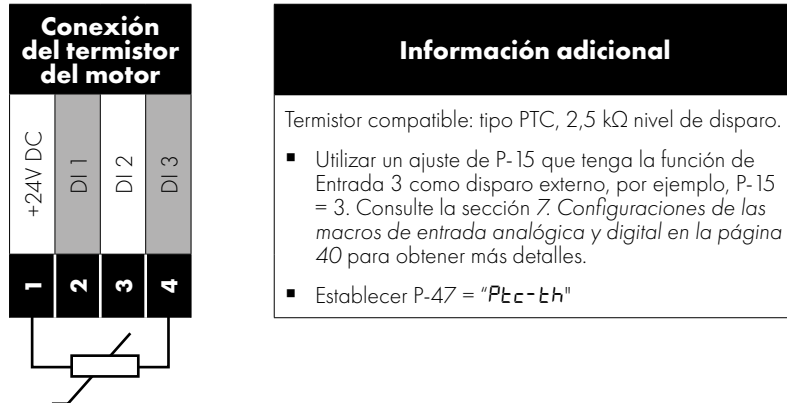 Conexión
del termistor
del motor
+24V DC
DI 1
DI 2
DI 3
1
2
3
4
Información adicional
Termistor compatible: tipo PTC, 2,5 kΩ nivel de disparo.
▪ Utilizar un ajuste de P-15 que tenga la función de
Entrada 3 como disparo externo, por ejemplo, P-15
= 3. Consulte la sección 7. Configuraciones de las
macros de entrada analógica y digital en la página
40 para obtener más detalles.
▪ Establecer P-47 = “Ptc-th"